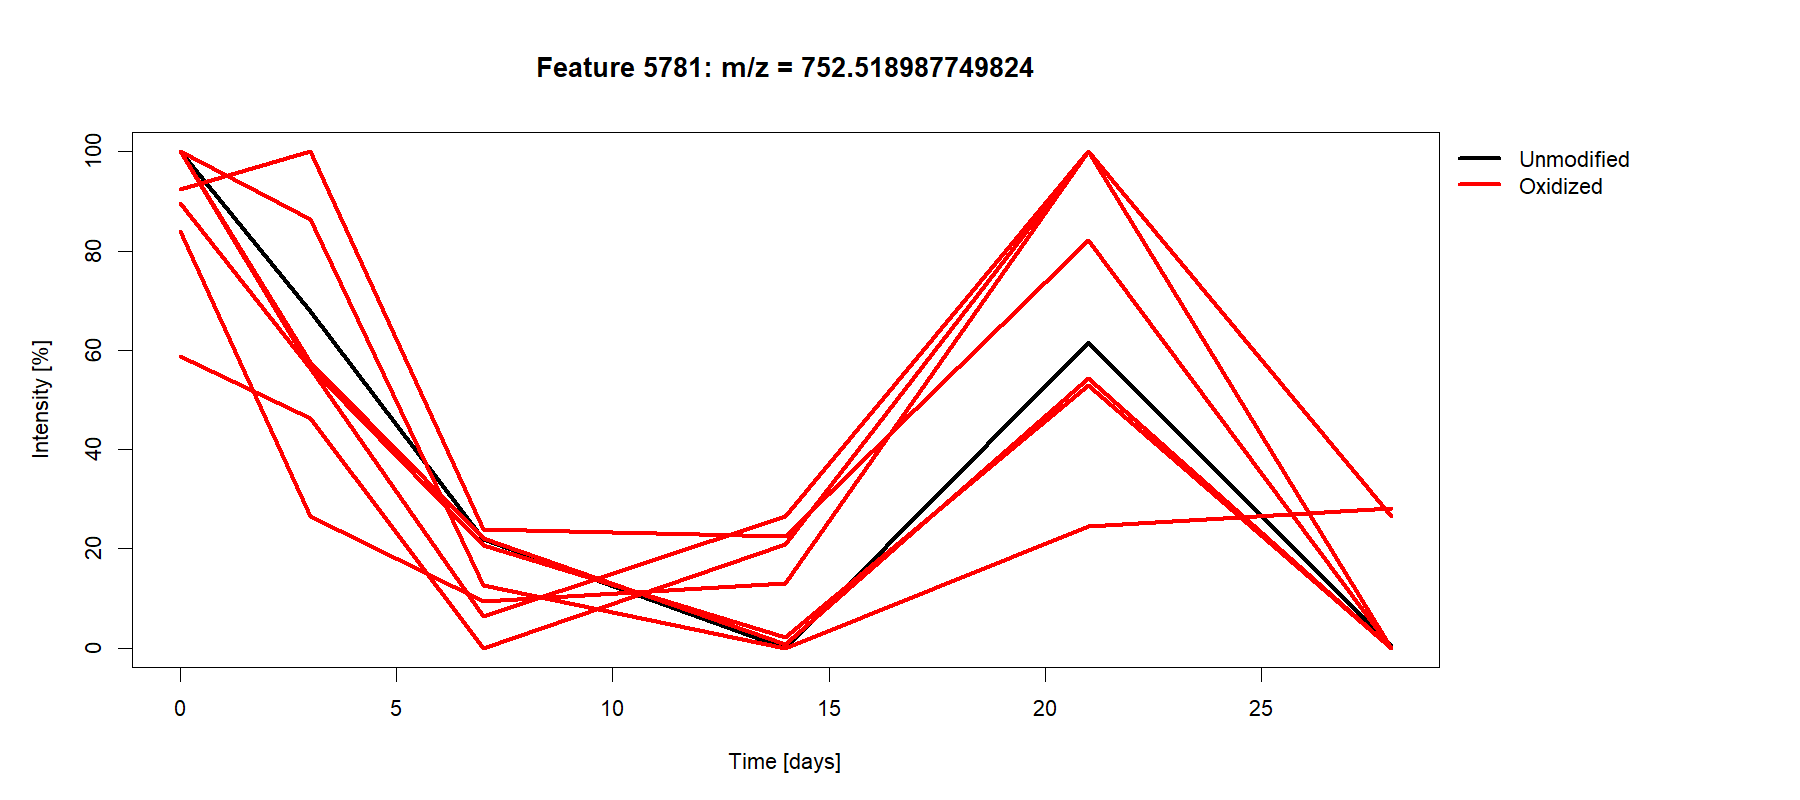 Feature 5781: m/z = 752.518987749824
Unmodified
Oxidized
100
80
60
40
20
0
Intensity [%]
0 5 10 15 20 25
Time [days]